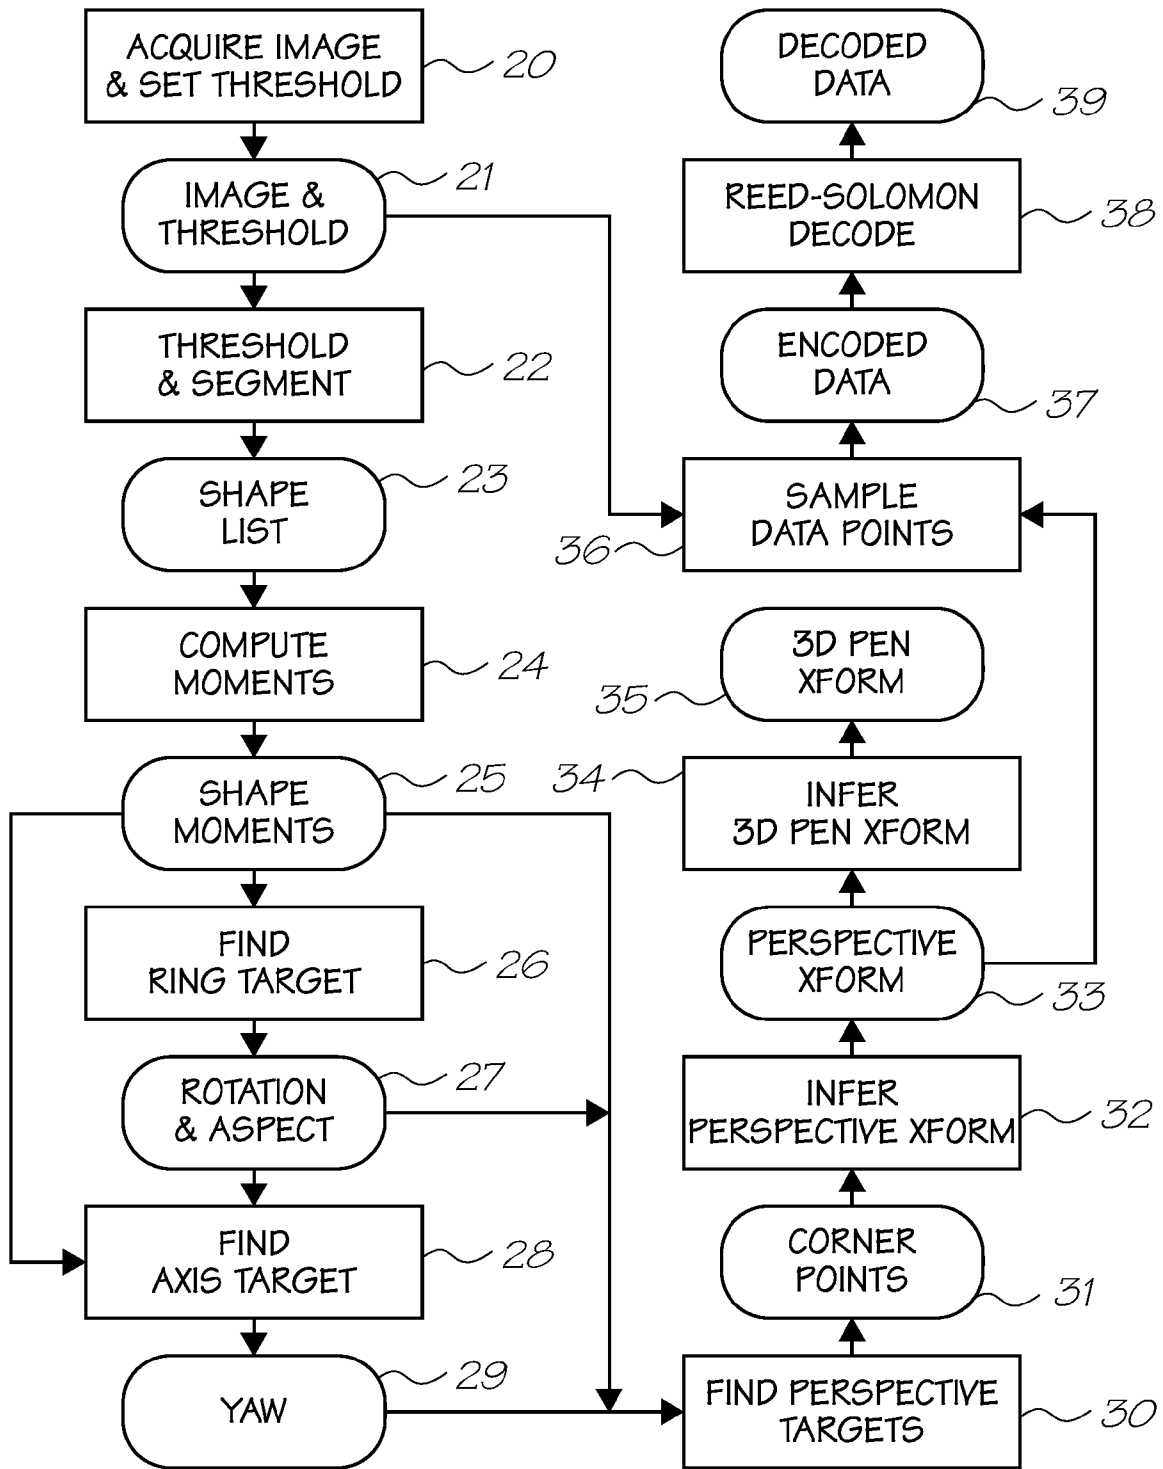 ACQUIRE IMAGE
& SET THRESHOLD
20
IMAGE &
THRESHOLD
21
THRESHOLD
& SEGMENT
22
SHAPE
LIST
23
COMPUTE
MOMENTS
24
SHAPE
MOMENTS
25
FIND
RING TARGET
26
ROTATION
& ASPECT
27
FIND
AXIS TARGET
28
YAW
29
DECODED
DATA
39
REED-SOLOMON
DECODE
38
ENCODED
DATA
37
SAMPLE
DATA POINTS
36
3D PEN
XFORM
35
34
INFER
3D PEN XFORM
PERSPECTIVE
XFORM
33
INFER
PERSPECTIVE XFORM
32
CORNER
POINTS
31
FIND PERSPECTIVE
TARGETS
30